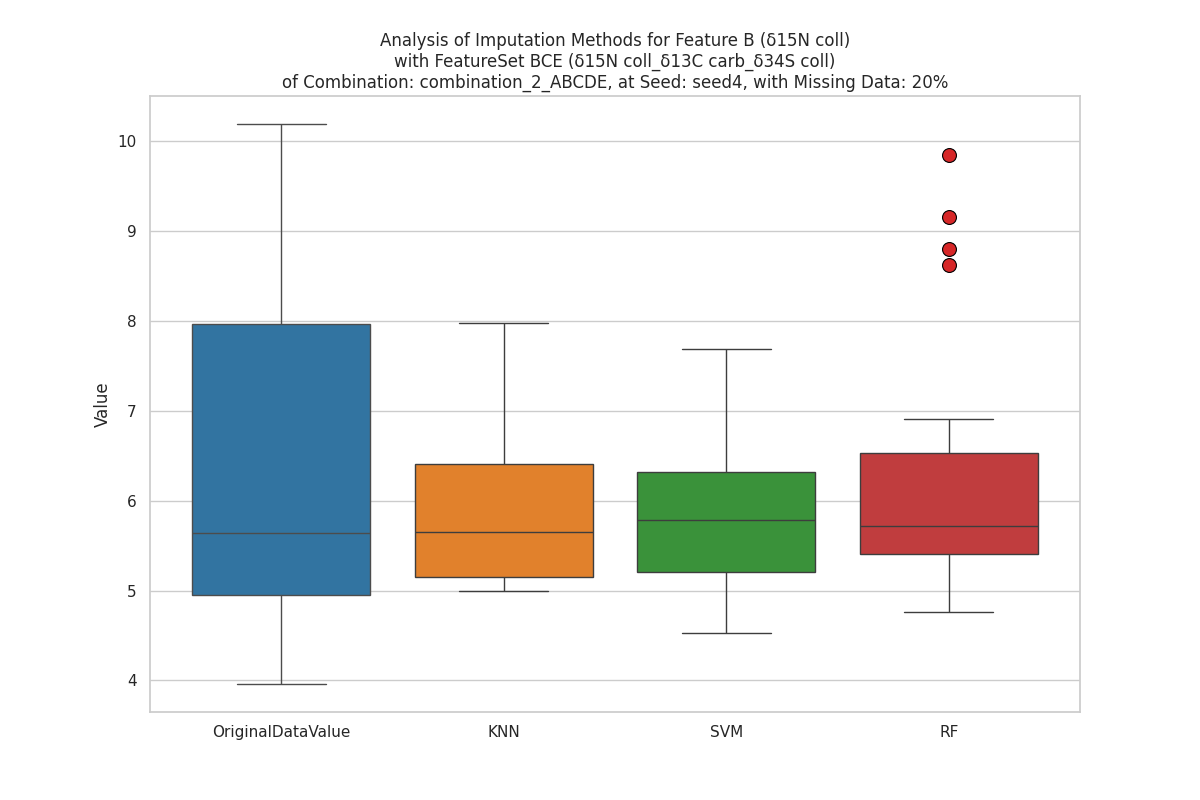 Analysis of Imputation Methods for Feature B (δ15N coll)
with FeatureSet BCE (δ15N coll_δ13C carb_δ34S coll)
of Combination: combination_2_ABCDE, at Seed: seed4, with Missing Data: 20%
10
9
8
7
6
5
4
Value
OriginalDataValue
KNN
SVM
RF